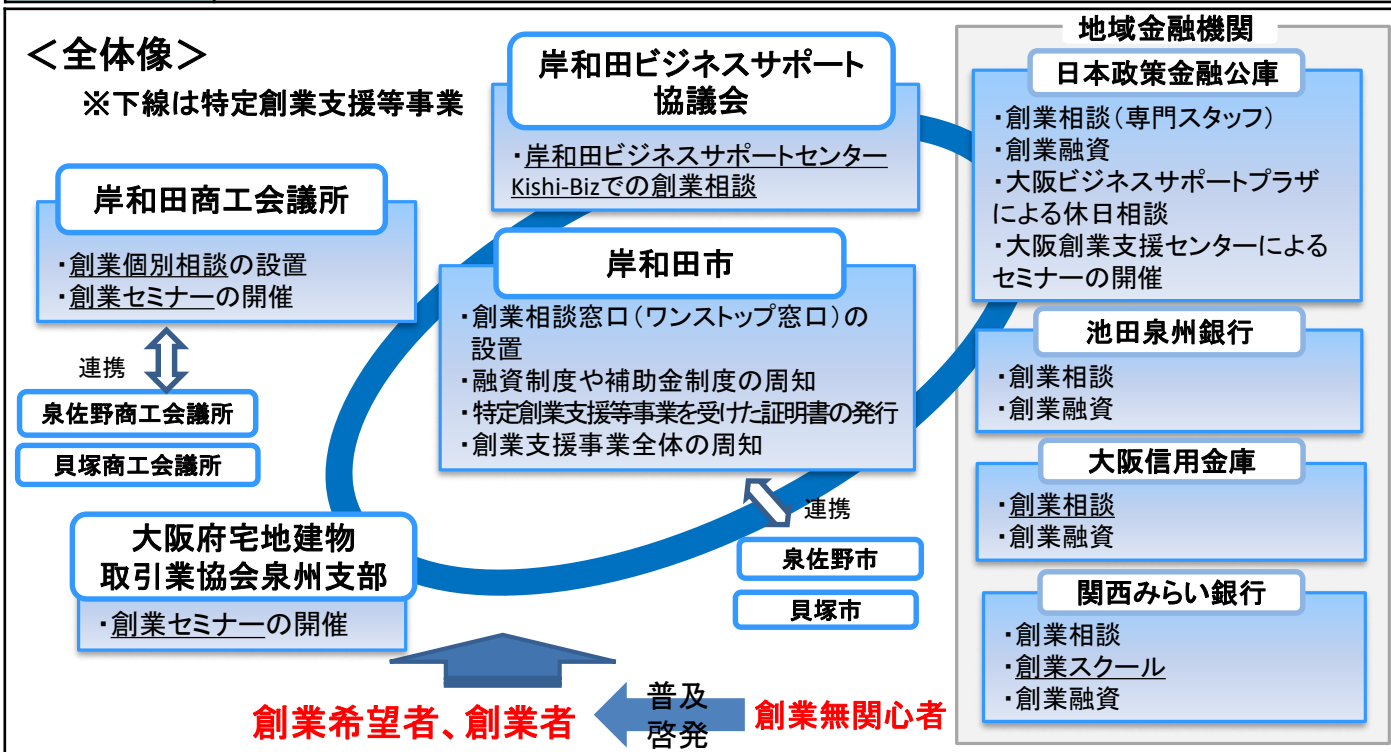 ＜全体像＞
※下線は特定創業支援等事業
岸和田商工会議所
・創業個別相談の設置
・創業セミナーの開催
連携
泉佐野商工会議所
貝塚商工会議所
大阪府宅地建物
取引業協会泉州支部
・創業セミナーの開催
岸和田ビジネスサポート
協議会
・岸和田ビジネスサポートセンター
Kishi-Bizでの創業相談
岸和田市
・創業相談窓口（ワンストップ窓口）の
設置
・融資制度や補助金制度の周知
・特定創業支援等事業を受けた証明書の発行
・創業支援事業全体の周知
連携
泉佐野市
貝塚市
地域金融機関
日本政策金融公庫
・創業相談（専門スタッフ）
・創業融資
・大阪ビジネスサポートプラザ
による休日相談
・大阪創業支援センターによる
セミナーの開催
池田泉州銀行
・創業相談
・創業融資
大阪信用金庫
・創業相談
・創業融資
関西みらい銀行
・創業相談
・創業スクール
・創業融資
創業希望者、創業者
普及
啓発
創業無関心者